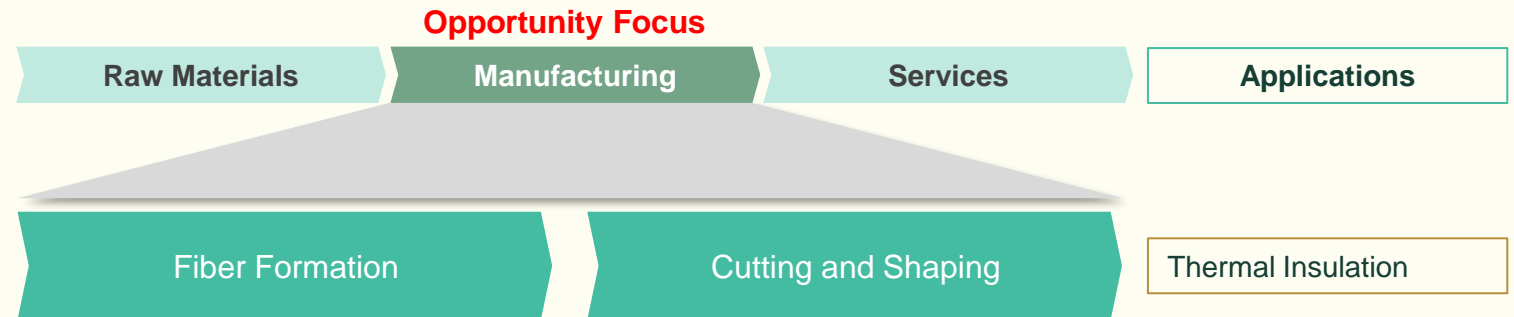 Opportunity Focus
Raw Materials
Manufacturing
Services
Applications
Fiber Formation
Cutting and Shaping
Thermal Insulation